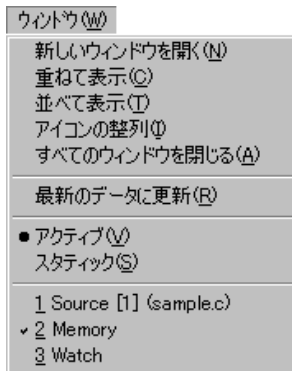 ウィンドウ(W)
新しいウィンドウを開く(N)
重ねて表示(C)
並べて表示(T)
アイコンの整列(I)
すべてのウィンドウを閉じる(A)
最新のデータに更新(R)
● アクティブ(V)
スタティック(S)
1 Source [1] (sample.c)
✓ 2 Memory
3 Watch